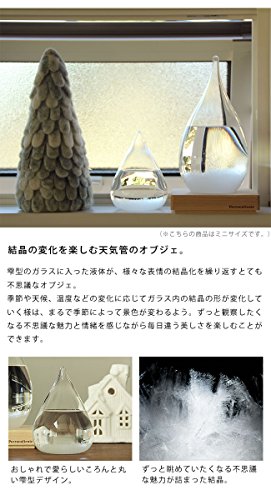 (※こちらの商品はミニサイズです。)
結晶の変化を楽しむ天気管のオブジェ。
雫型のガラスに入った液体が、様々な表情の結晶化を繰り返すとても
不思議なオブジェ。
季節や天候、温度などの変化に応じてガラス内の結晶の形が変化して
いく様は、まるで季節によって景色が変わるよう。ずっと観察したく
なる不思議な魅力と情緒を感じながら毎日違う美しさを楽しむことが
できます。
おしゃれで愛らしいころんと丸
い雫型デザイン。
ずっと眺めていたくなる不思議
な魅力が詰まった結晶。